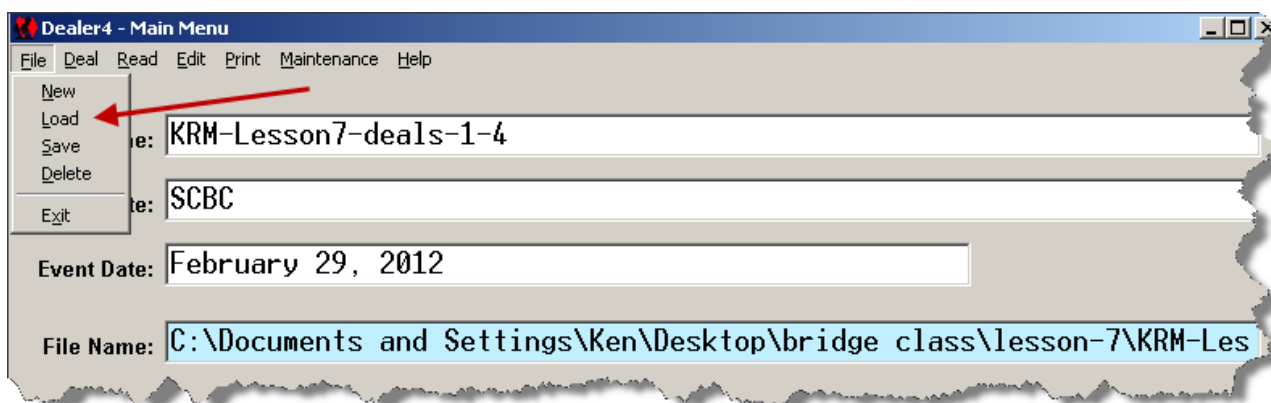 Dealer4 - Main Menu
File Deal Read Edit Print Maintenance Help
New
Load
Save
Delete
Exit
KRM-Lesson7-deals-1-4
SCBC
Event Date: February 29, 2012
File Name: C:\Documents and Settings\Ken\Desktop\bridge class\lesson-7\KRM-Les